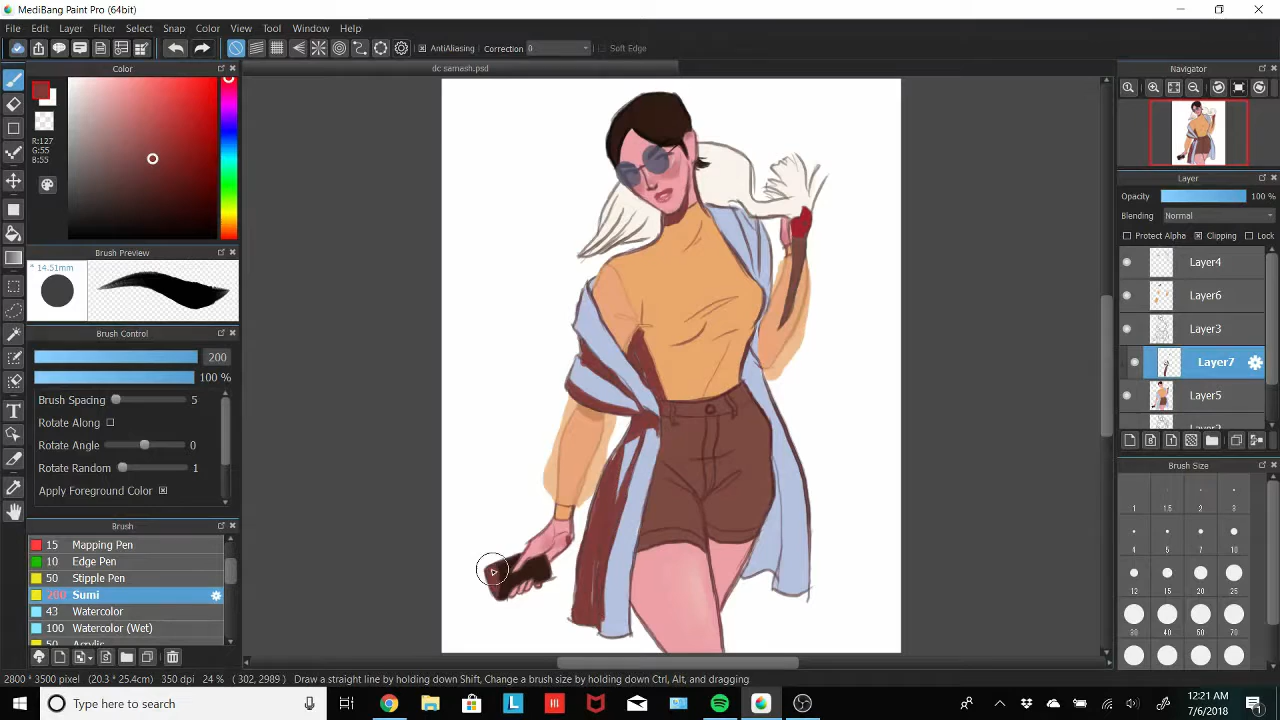 MediBang Paint Pro (64bit)
File Edit Layer Filter Select Snap Color View Tool Window Help
AntiAliasing Correction 0 Soft Edge
Color
dc samash.psd
Navigator
R:127
G:55
B:55
Layer
Opacity 100 %
Blending Normal
Protect Alpha Clipping Lock
Brush Preview
* 14.51mm
Layer4
Layer6
Layer3
Layer7
Layer5
Brush Control
200
100 %
Brush Spacing 5
Rotate Along
Rotate Angle 0
Rotate Random 1
Apply Foreground Color
Brush Size
1 1.5 2 3
4 5 7 10
12 15 20 25
30 40 50 70
Brush
15 Mapping Pen
10 Edge Pen
50 Stipple Pen
200 Sumi
43 Watercolor
100 Watercolor (Wet)
50 Acrylic
2800 * 3500 pixel (20.3 * 25.4cm) 350 dpi 24 % ( 302, 2989 ) Draw a straight line by holding down Shift, Change a brush size by holding down Ctrl, Alt, and dragging
Type here to search
12:21 AM
7/6/2018